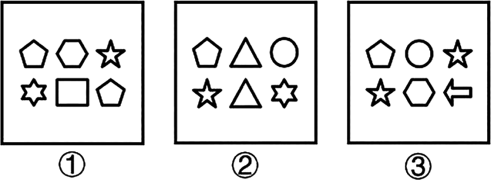 ① ② ③